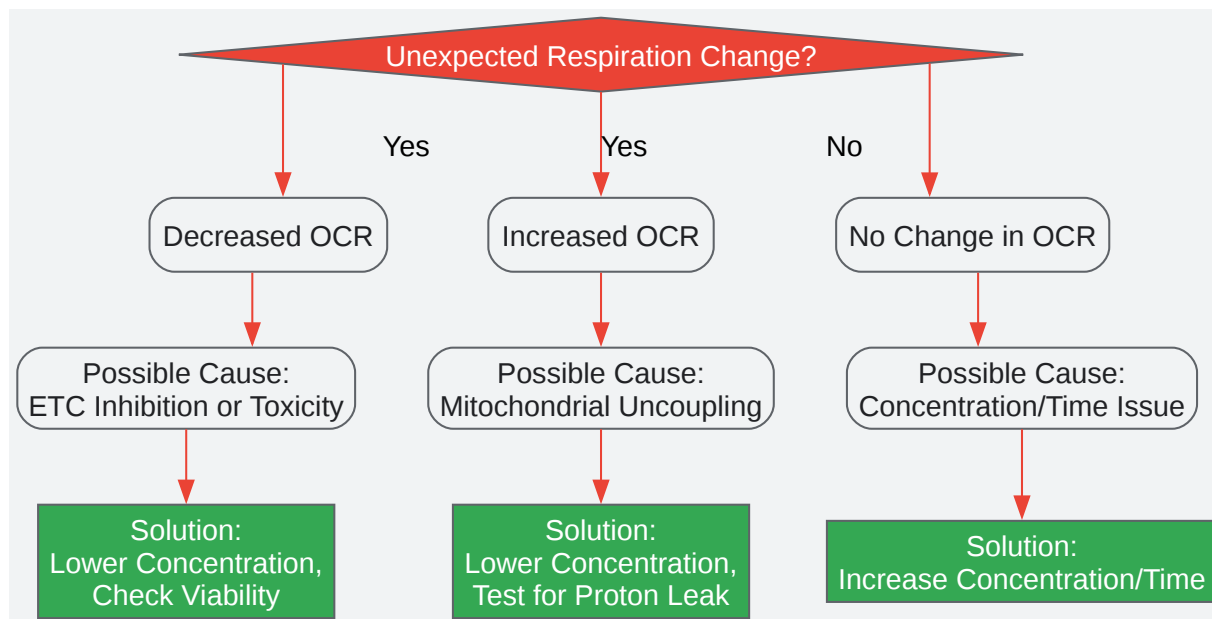 Unexpected Respiration Change?
Yes
Yes
No
Decreased OCR
Increased OCR
No Change in OCR
Possible Cause:
ETC Inhibition or Toxicity
Possible Cause:
Mitochondrial Uncoupling
Possible Cause:
Concentration/Time Issue
Solution:
Lower Concentration,
Check Viability
Solution:
Lower Concentration,
Test for Proton Leak
Solution:
Increase Concentration/Time